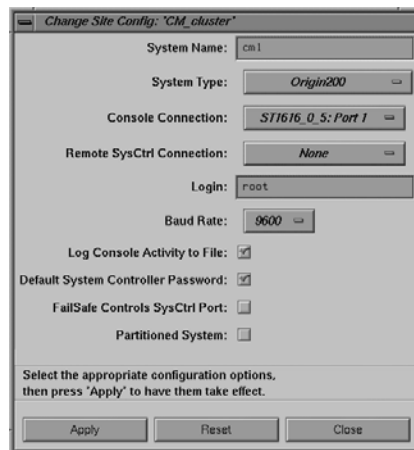 Change Site Config: 'CM_cluster'
System Name: cm1
System Type: Origin200
Console Connection: ST1616_0_5: Port 1
Remote SysCtrl Connection: None
Login: root
Baud Rate: 9600
Log Console Activity to File:
Default System Controller Password:
FailSafe Controls SysCtrl Port:
Partitioned System:
Select the appropriate configuration options,
then press 'Apply' to have them take effect.
Apply Reset Close